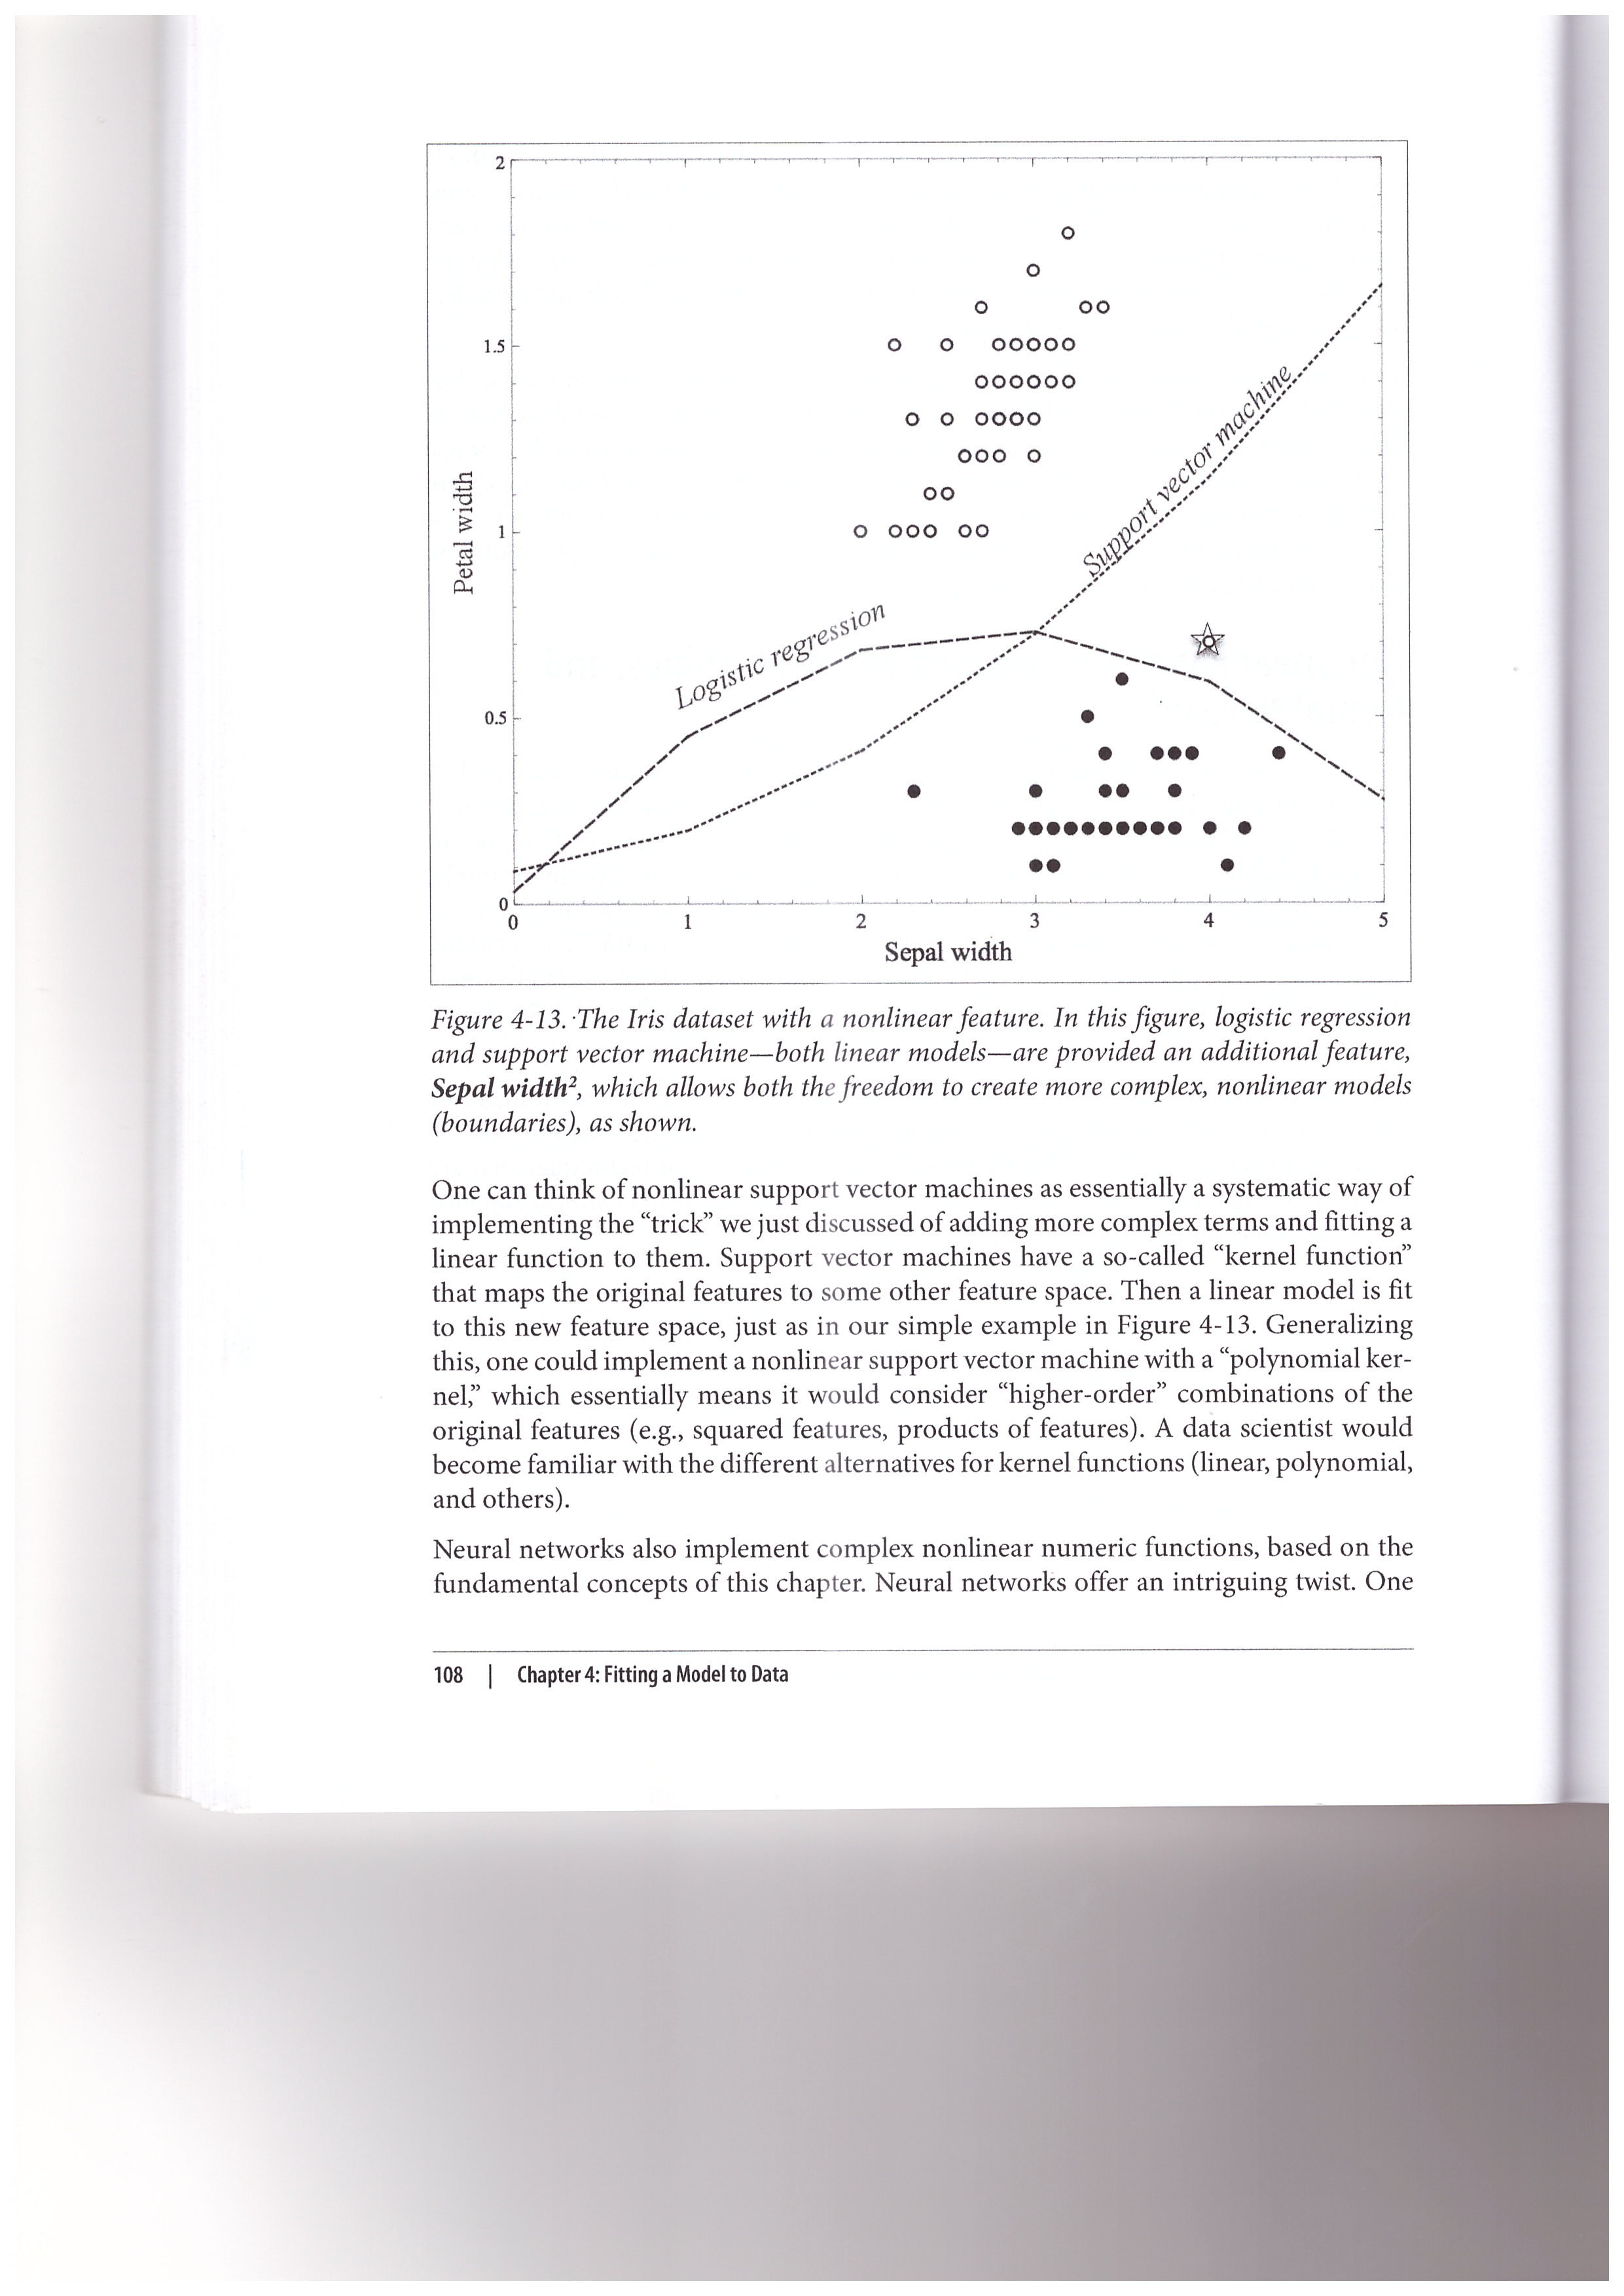 2
1.5
1
0.5
0
0 1 2 3 4 5
Petal width
Sepal width
Logistic regression
Support vector machine
Figure 4-13. The Iris dataset with a nonlinear feature. In this figure, logistic regression
and support vector machine—both linear models—are provided an additional feature,
Sepal width², which allows both the freedom to create more complex, nonlinear models
(boundaries), as shown.
One can think of nonlinear support vector machines as essentially a systematic way of
implementing the “trick” we just discussed of adding more complex terms and fitting a
linear function to them. Support vector machines have a so-called “kernel function”
that maps the original features to some other feature space. Then a linear model is fit
to this new feature space, just as in our simple example in Figure 4-13. Generalizing
this, one could implement a nonlinear support vector machine with a “polynomial ker-
nel,” which essentially means it would consider “higher-order” combinations of the
original features (e.g., squared features, products of features). A data scientist would
become familiar with the different alternatives for kernel functions (linear, polynomial,
and others).
Neural networks also implement complex nonlinear numeric functions, based on the
fundamental concepts of this chapter. Neural networks offer an intriguing twist. One
108 | Chapter 4: Fitting a Model to Data